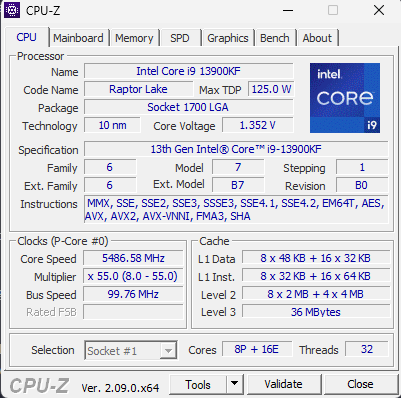 CPU-Z
CPU Mainboard Memory SPD Graphics Bench About
Processor
Name Intel Core i9 13900KF
Code Name Raptor Lake Max TDP 125.0 W
Package Socket 1700 LGA
Technology 10 nm Core Voltage 1.352 V
intel.
CORE
i9
Specification 13th Gen Intel® Core™ i9-13900KF
Family 6 Model 7 Stepping 1
Ext. Family 6 Ext. Model B7 Revision B0
Instructions MMX, SSE, SSE2, SSE3, SSSE3, SSE4.1, SSE4.2, EM64T, AES,
AVX, AVX2, AVX-VNNI, FMA3, SHA
Clocks (P-Core #0)
Core Speed 5486.58 MHz
Multiplier x 55.0 (8.0 - 55.0)
Bus Speed 99.76 MHz
Rated FSB
Cache
L1 Data 8 x 48 KB + 16 x 32 KB
L1 Inst. 8 x 32 KB + 16 x 64 KB
Level 2 8 x 2 MB + 4 x 4 MB
Level 3 36 MBytes
Selection Socket #1 Cores 8P + 16E Threads 32
CPU-Z Ver. 2.09.0.x64 Tools Validate Close